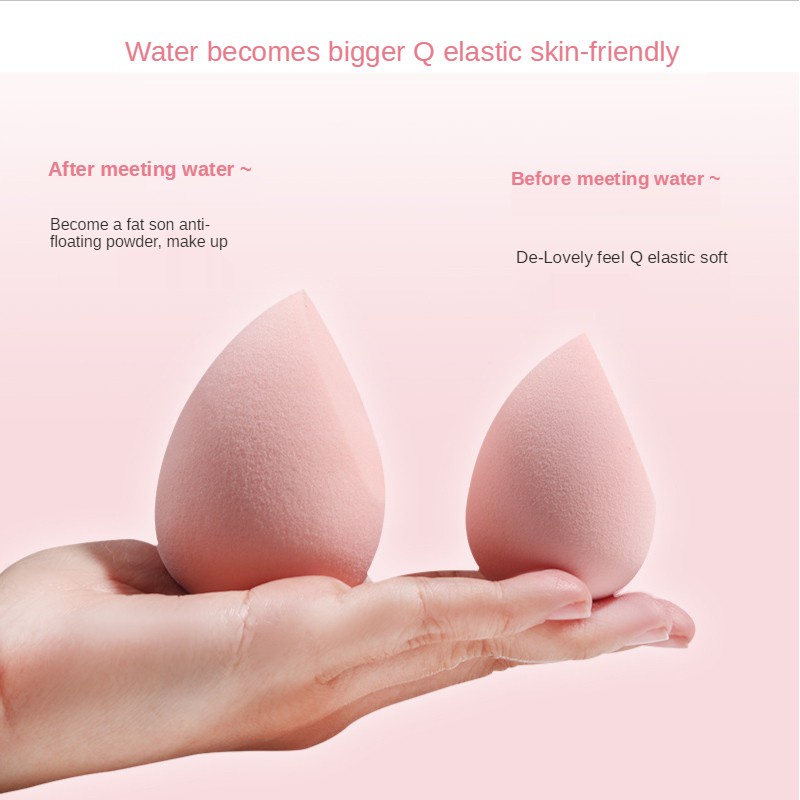 Water becomes bigger Q elastic skin-friendly
After meeting water ~
Become a fat son anti-
floating powder, make up
Before meeting water ~
De-Lovely feel Q elastic soft